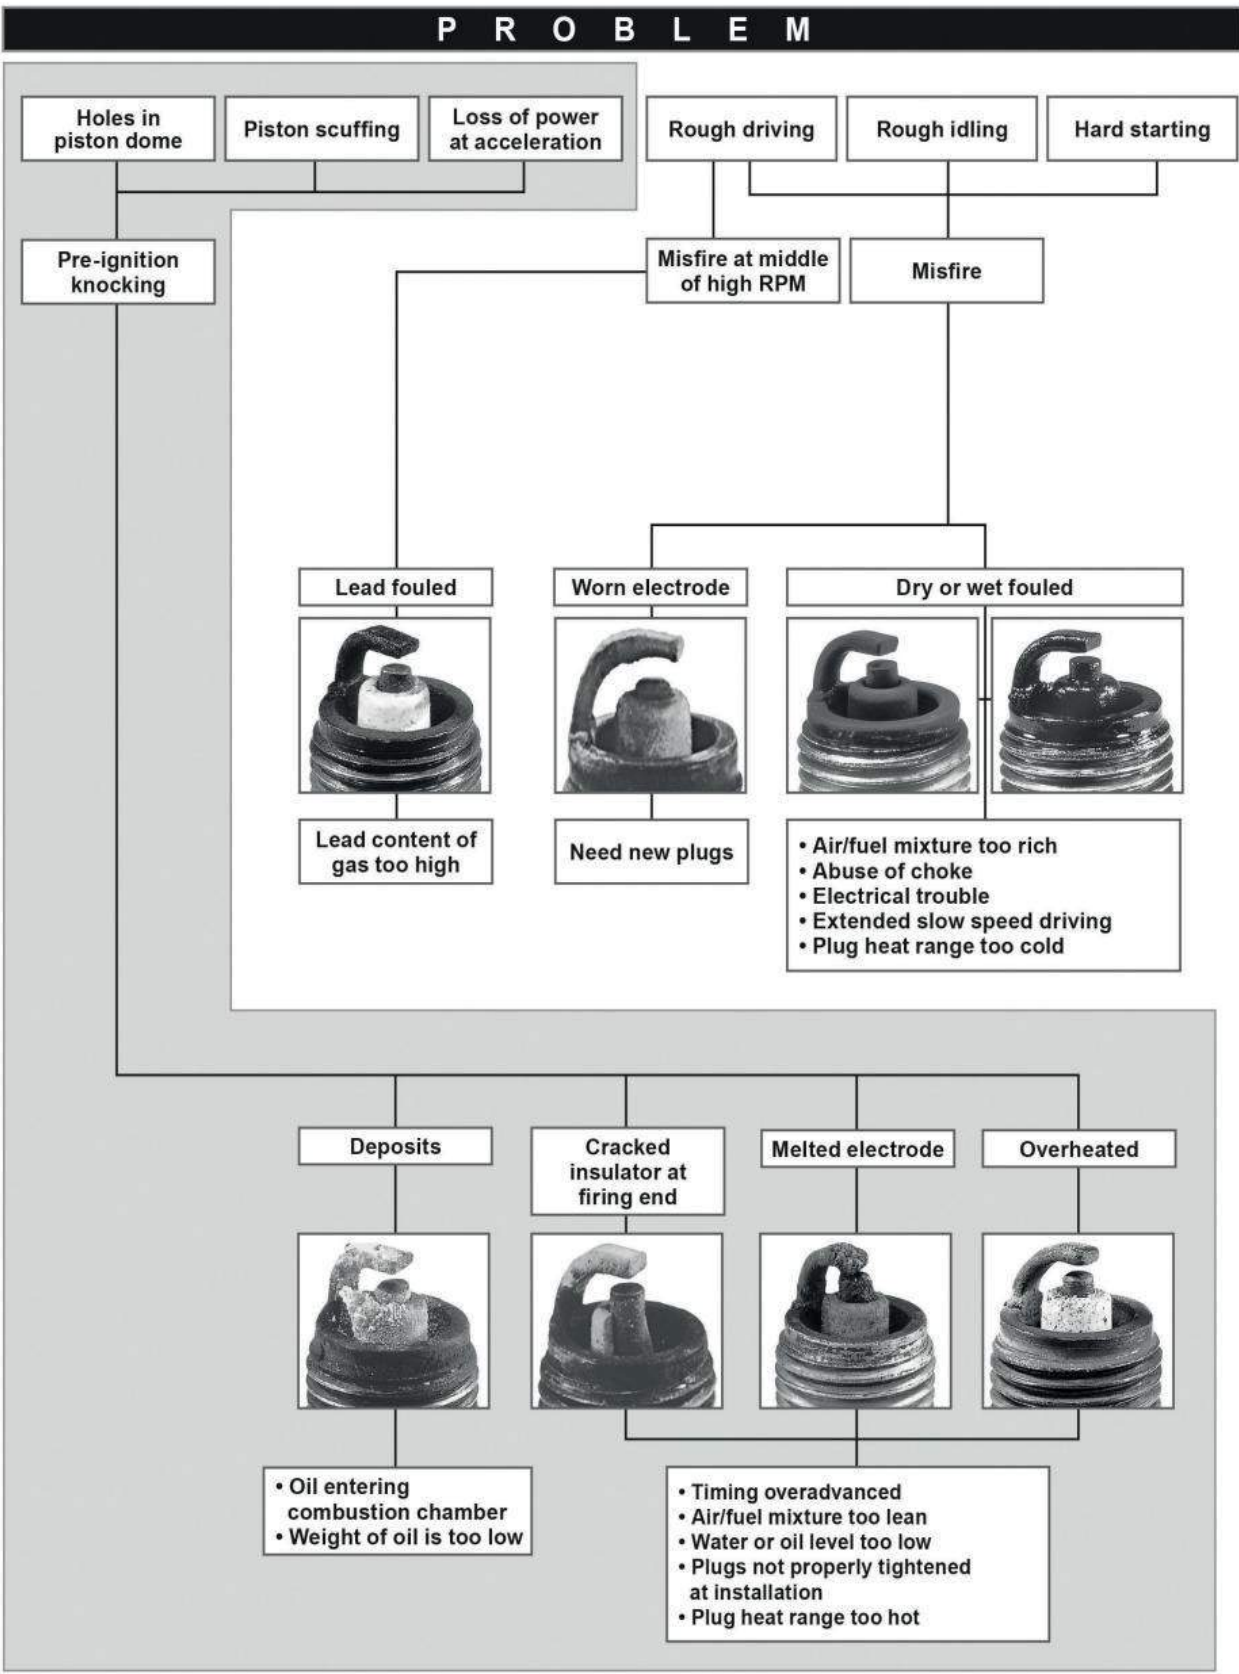 P R O B L E M
Holes in
piston dome
Piston scuffing
Loss of power
at acceleration
Rough driving
Rough idling
Hard starting
Pre-ignition
knocking
Misfire at middle
of high RPM
Misfire
Lead fouled
Worn electrode
Dry or wet fouled
Lead content of
gas too high
Need new plugs
• Air/fuel mixture too rich
• Abuse of choke
• Electrical trouble
• Extended slow speed driving
• Plug heat range too cold
Deposits
Cracked
insulator at
firing end
Melted electrode
Overheated
• Oil entering
combustion chamber
• Weight of oil is too low
• Timing overadvanced
• Air/fuel mixture too lean
• Water or oil level too low
• Plugs not properly tightened
at installation
• Plug heat range too hot